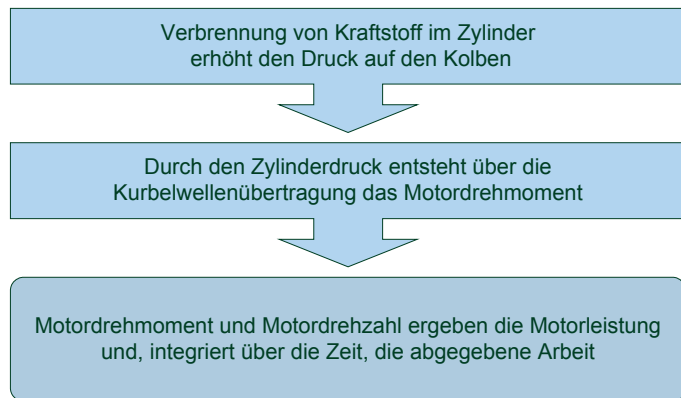 Verbrennung von Kraftstoff im Zylinder
erhöht den Druck auf den Kolben
Durch den Zylinderdruck entsteht über die
Kurbelwellenübertragung das Motordrehmoment
Motordrehmoment und Motordrehzahl ergeben die Motorleistung
und, integriert über die Zeit, die abgegebene Arbeit